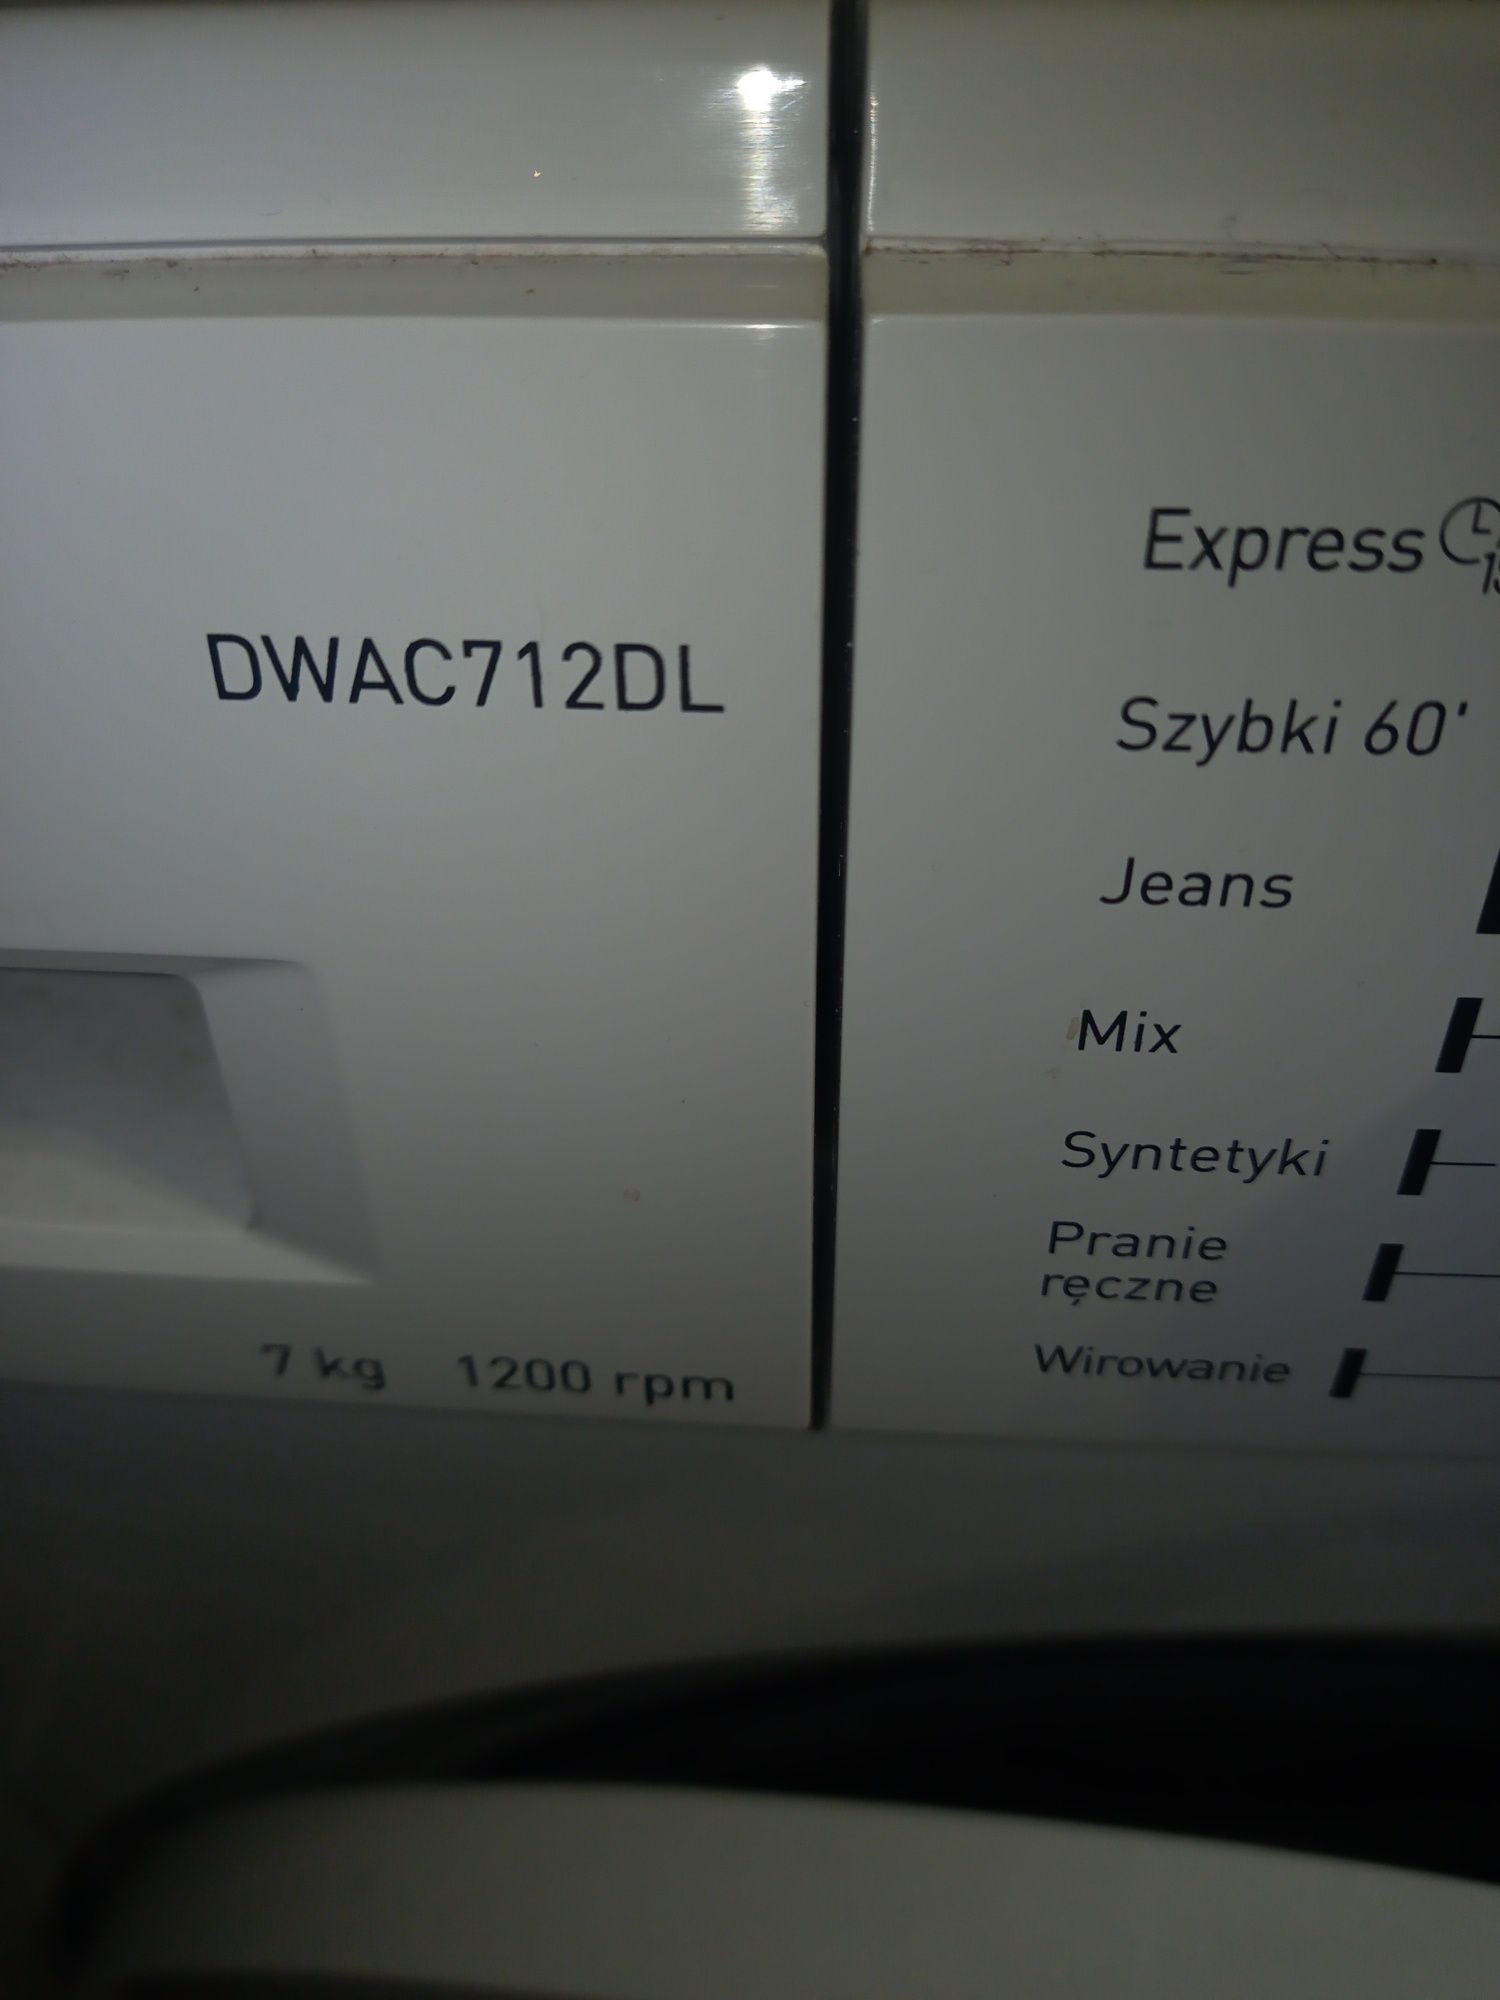 DWAC712DL
7 kg 1200 rpm
Express
Szybki 60'
Jeans
Mix
Syntetyki
Pranie
ręczne
Wirowanie